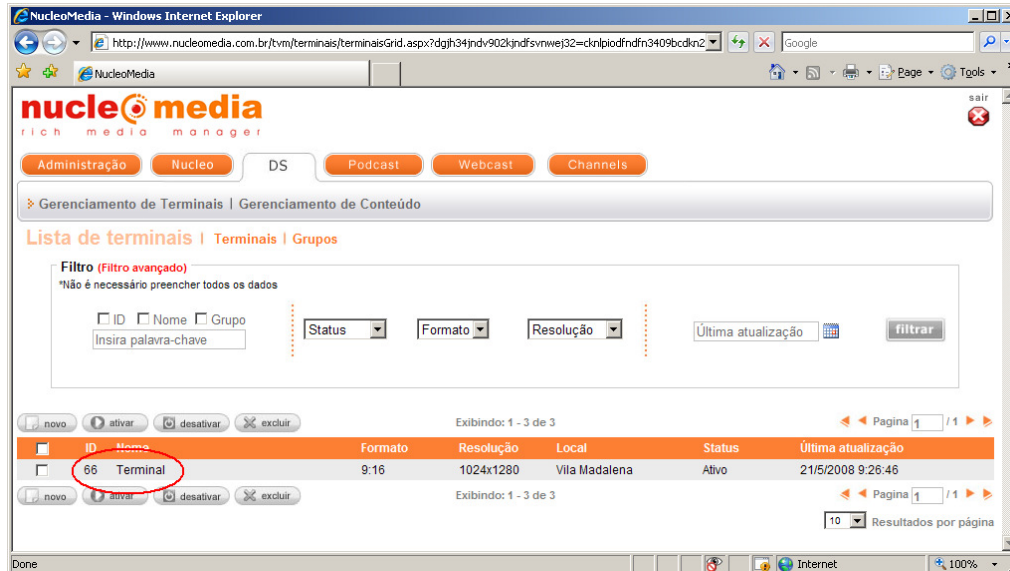 NucleoMedia - Windows Internet Explorer
http://www.nucleomedia.com.br/tvm/terminais/terminaisGrid.aspx?dgjh34jndv902kjndfsvnwej32=cknlpiodfndfn3409bcdkn2
Google
NucleoMedia
Page
Tools
nucleo media
rich media manager
sair
Administração Nucleo DS Podcast Webcast Channels
Gerenciamento de Terminais | Gerenciamento de Conteúdo
Lista de terminais | Terminais | Grupos
Filtro (Filtro avançado)
*Não é necessário preencher todos os dados
ID Nome Grupo
Insira palavra-chave
Status Formato Resolução Última atualização filtrar
novo ativar desativar excluir Exibindo: 1 - 3 de 3 Pagina 1 / 1
ID Nome Formato Resolução Local Status Última atualização
66 Terminal 9:16 1024x1280 Vila Madalena Ativo 21/5/2008 9:26:46
novo ativar desativar excluir Exibindo: 1 - 3 de 3 Pagina 1 / 1
10 Resultados por página
Done Internet 100%